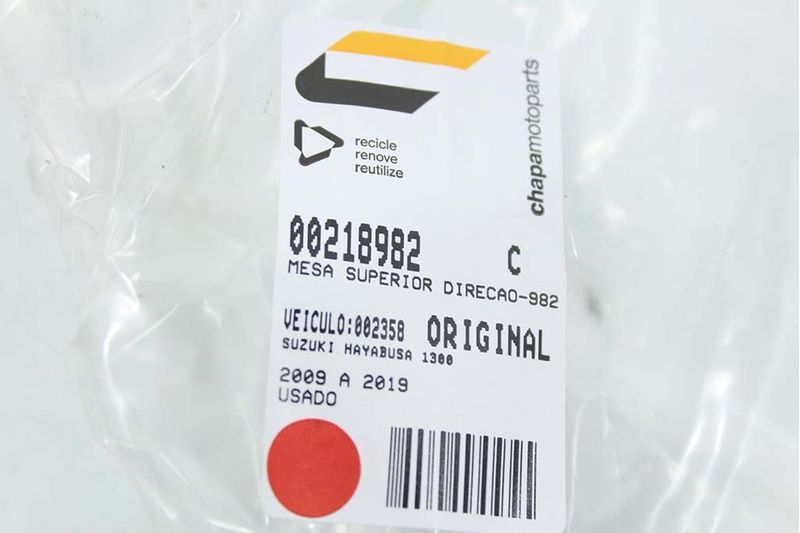 chapamotoparts
recicle
renove
reutilize
00218982 C
MESA SUPERIOR DIRECAO-982
VEICULO:002358 ORIGINAL
SUZUKI HAYABUSA 1300
2009 A 2019
USADO